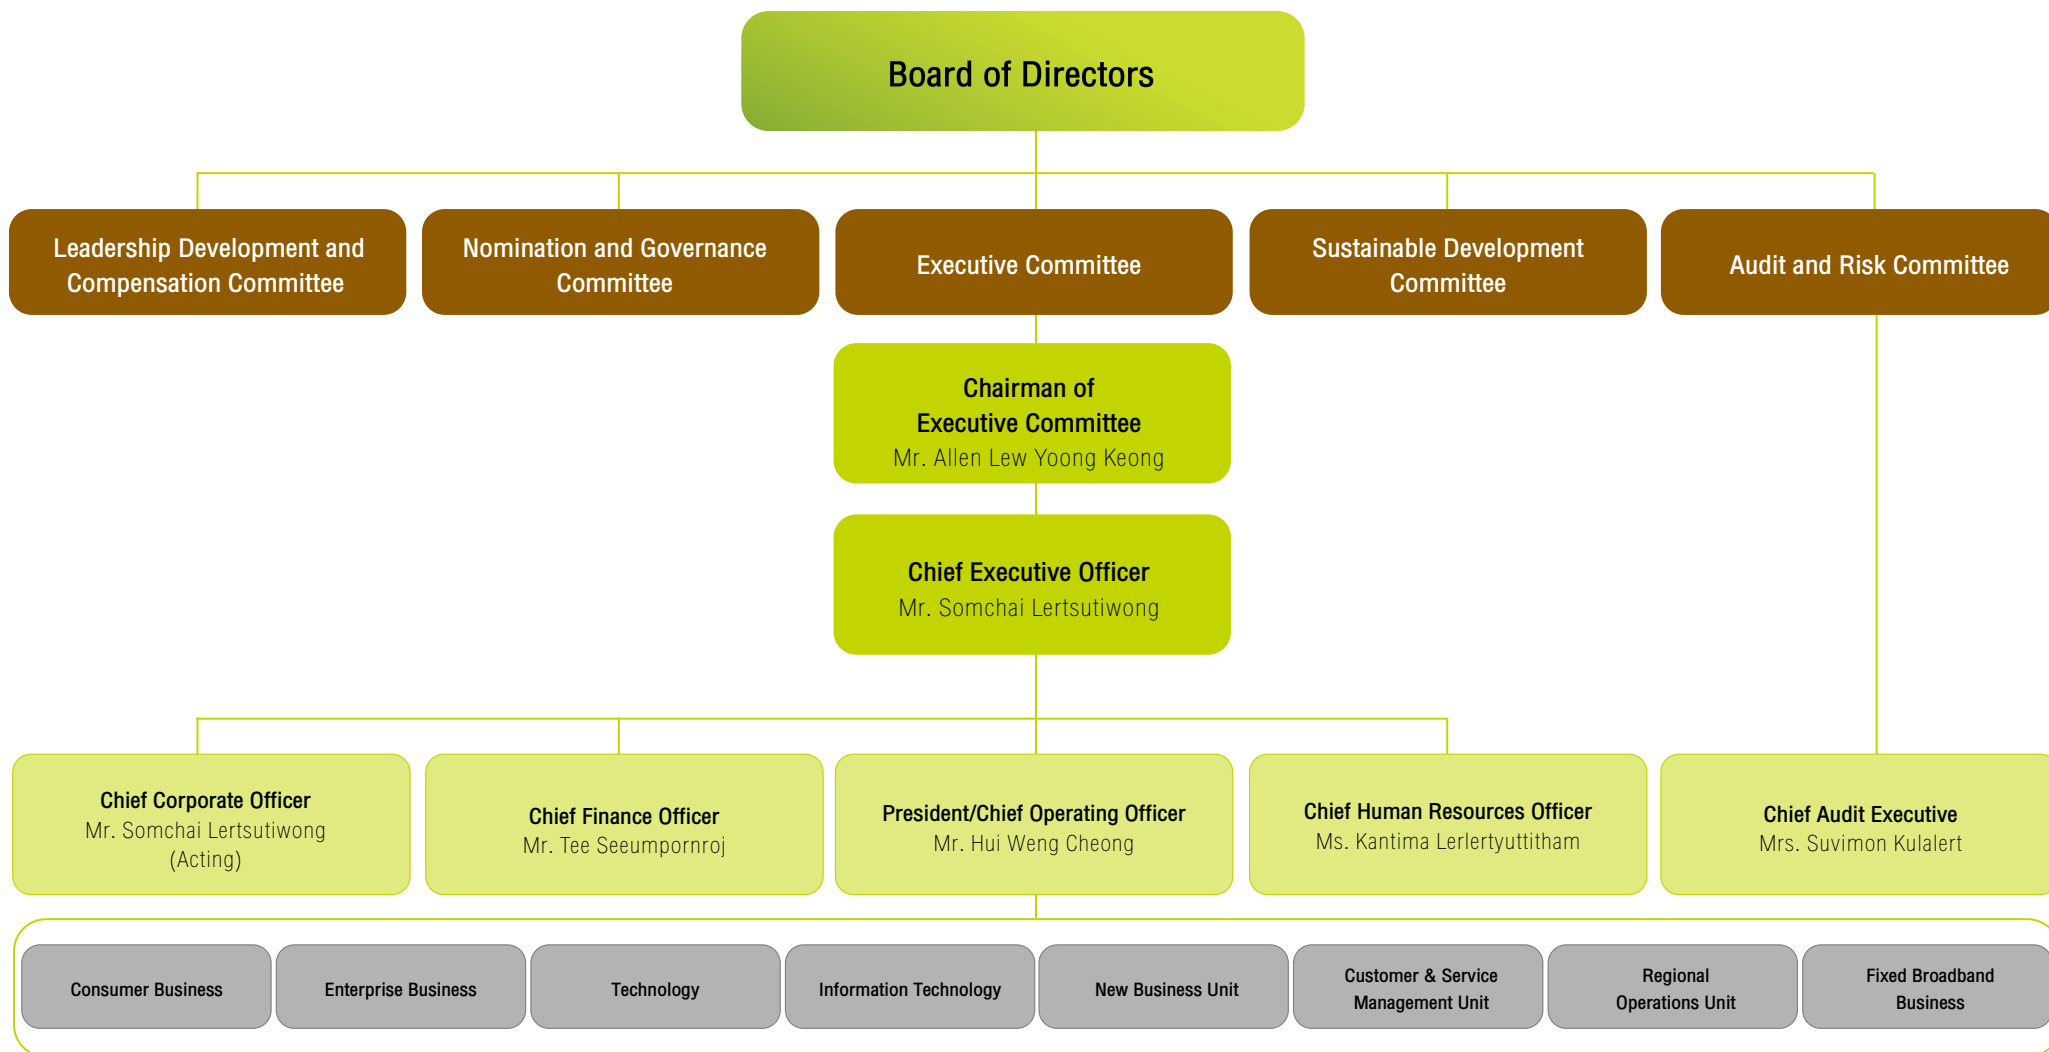 Board of Directors
Leadership Development and
Compensation Committee
Nomination and Governance
Committee
Executive Committee
Sustainable Development
Committee
Audit and Risk Committee
Chairman of
Executive Committee
Mr. Allen Lew Yoong Keong
Chief Executive Officer
Mr. Somchai Lertsutiwong
Chief Corporate Officer
Mr. Somchai Lertsutiwong
(Acting)
Chief Finance Officer
Mr. Tee Seeumpornroj
President/Chief Operating Officer
Mr. Hui Weng Cheong
Chief Human Resources Officer
Ms. Kantima Lerlertyuttitham
Chief Audit Executive
Mrs. Suvimon Kulalert
Consumer Business
Enterprise Business
Technology
Information Technology
New Business Unit
Customer & Service
Management Unit
Regional
Operations Unit
Fixed Broadband
Business